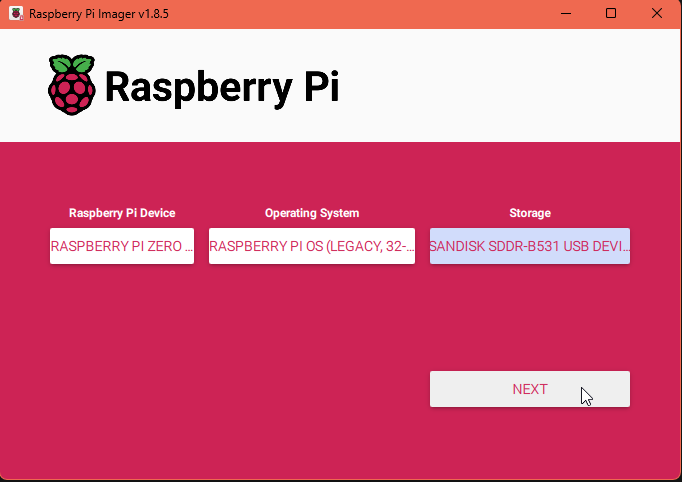 Raspberry Pi Imager v1.8.5
Raspberry Pi
Raspberry Pi Device
Operating System
Storage
RASPBERRY PI ZERO ...
RASPBERRY PI OS (LEGACY, 32-...
SANDISK SDDR-B531 USB DEVI...
NEXT